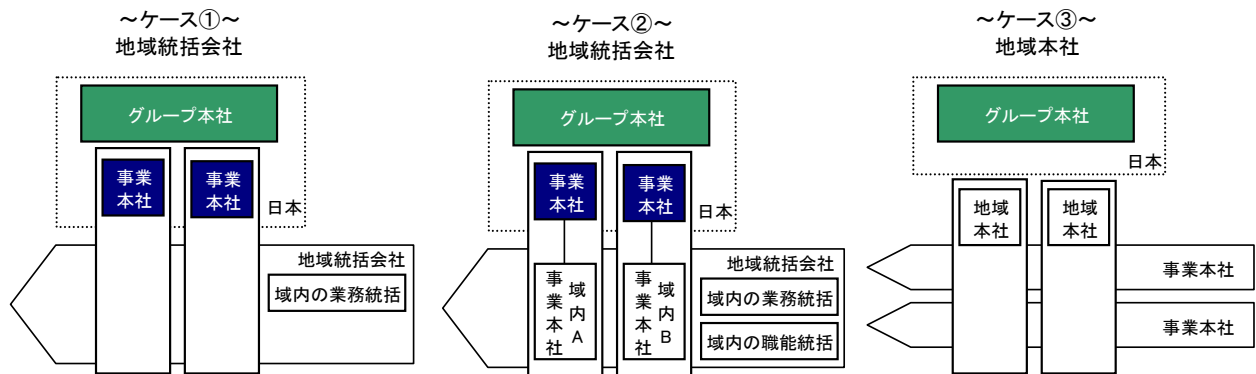 ～ケース①～
地域統括会社
グループ本社
事業
本社
事業
本社
日本
地域統括会社
域内の業務統括
～ケース②～
地域統括会社
グループ本社
事業
本社
事業
本社
日本
域内A
事業本社
域内B
事業本社
地域統括会社
域内の業務統括
域内の職能統括
～ケース③～
地域本社
グループ本社
日本
地域
本社
地域
本社
事業本社
事業本社